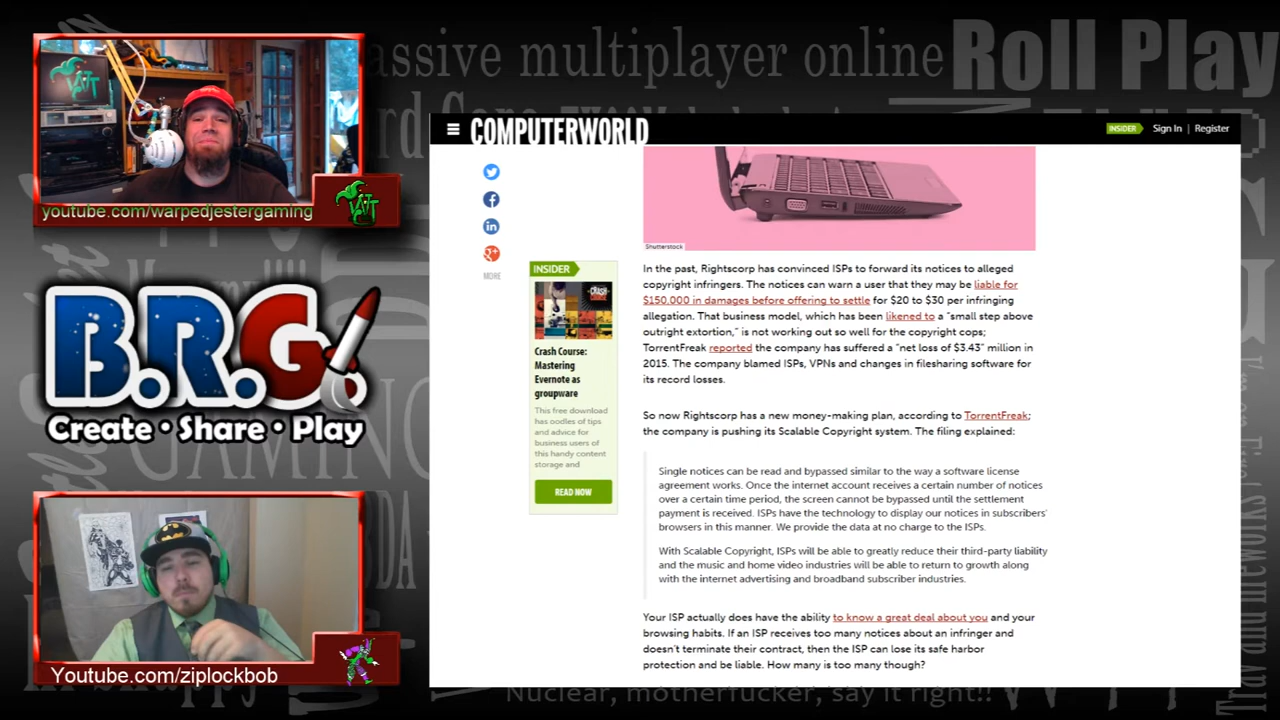 assive multiplayer online
Roll Play
youtube.com/warpedjestergaming
B.R.G.
Create • Share • Play
Youtube.com/ziplockbob
Nuclear, motherfucker, say it right!!
COMPUTERWORLD
INSIDER Sign In | Register
MORE
Shutterstock
INSIDER
Crash Course:
Mastering
Evernote as
groupware
This free download
has oodles of tips
and advice for
business users of
this handy content
storage and
READ NOW
In the past, Rightscorp has convinced ISPs to forward its notices to alleged
copyright infringers. The notices can warn a user that they may be liable for
$150,000 in damages before offering to settle for $20 to $30 per infringing
allegation. That business model, which has been likened to a “small step above
outright extortion,” is not working out so well for the copyright cops;
TorrentFreak reported the company has suffered a “net loss of $3.43” million in
2015. The company blamed ISPs, VPNs and changes in filesharing software for
its record losses.
So now Rightscorp has a new money-making plan, according to TorrentFreak;
the company is pushing its Scalable Copyright system. The filing explained:
Single notices can be read and bypassed similar to the way a software license
agreement works. Once the internet account receives a certain number of notices
over a certain time period, the screen cannot be bypassed until the settlement
payment is received. ISPs have the technology to display our notices in subscribers'
browsers in this manner. We provide the data at no charge to the ISPs.
With Scalable Copyright, ISPs will be able to greatly reduce their third-party liability
and the music and home video industries will be able to return to growth along
with the internet advertising and broadband subscriber industries.
Your ISP actually does have the ability to know a great deal about you and your
browsing habits. If an ISP receives too many notices about an infringer and
doesn't terminate their contract, then the ISP can lose its safe harbor
protection and be liable. How many is too many though?